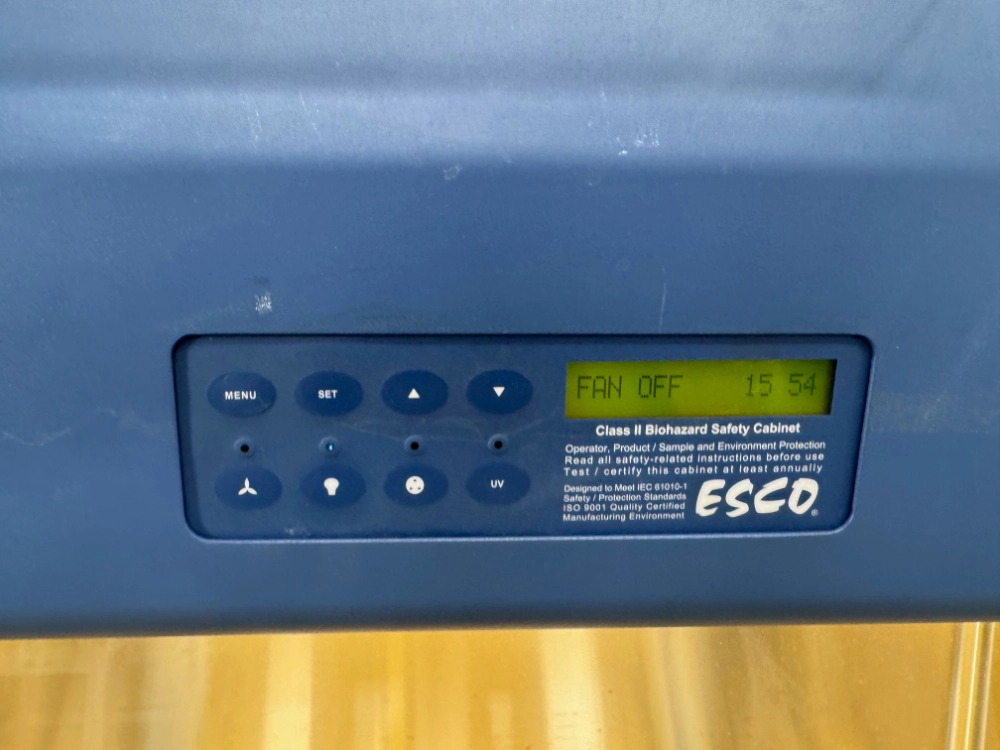 MENU SET
UV
FAN OFF 15 54
Class II Biohazard Safety Cabinet
Operator, Product / Sample and Environment Protection
Read all safety-related instructions before use
Test / certify this cabinet at least annually
Designed to Meet IEC 61010-1
Safety / Protection Standards
ISO 9001 Quality Certified
Manufacturing Environment
ESCO®